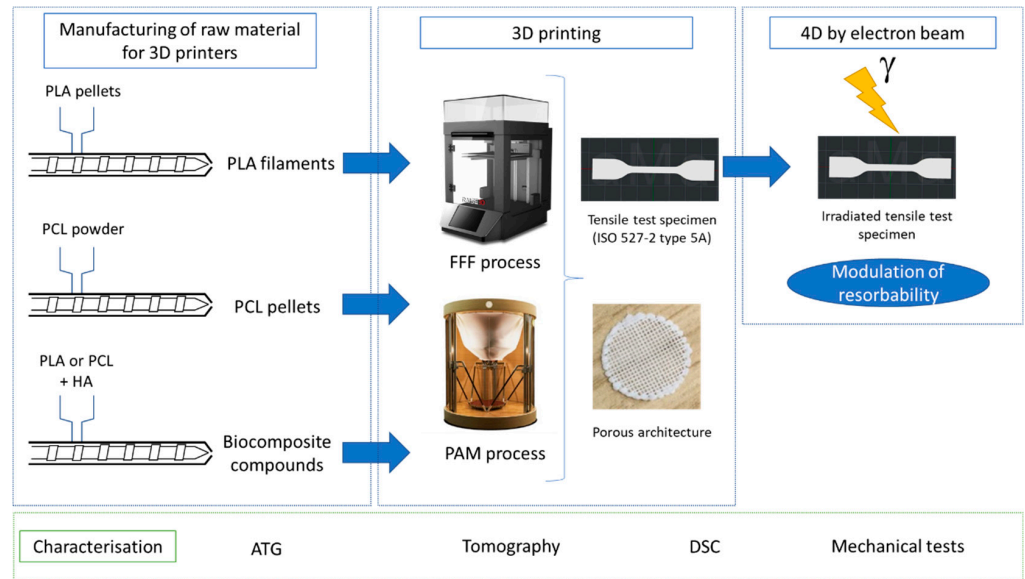 Manufacturing of raw material
for 3D printers
PLA pellets
PLA filaments
PCL powder
PCL pellets
PLA or PCL
+ HA
Biocomposite
compounds
3D printing
FFF process
PAM process
Tensile test specimen
(ISO 527-2 type 5A)
Porous architecture
4D by electron beam
γ
Irradiated tensile test
specimen
Modulation of
resorbability
Characterisation
ATG
Tomography
DSC
Mechanical tests